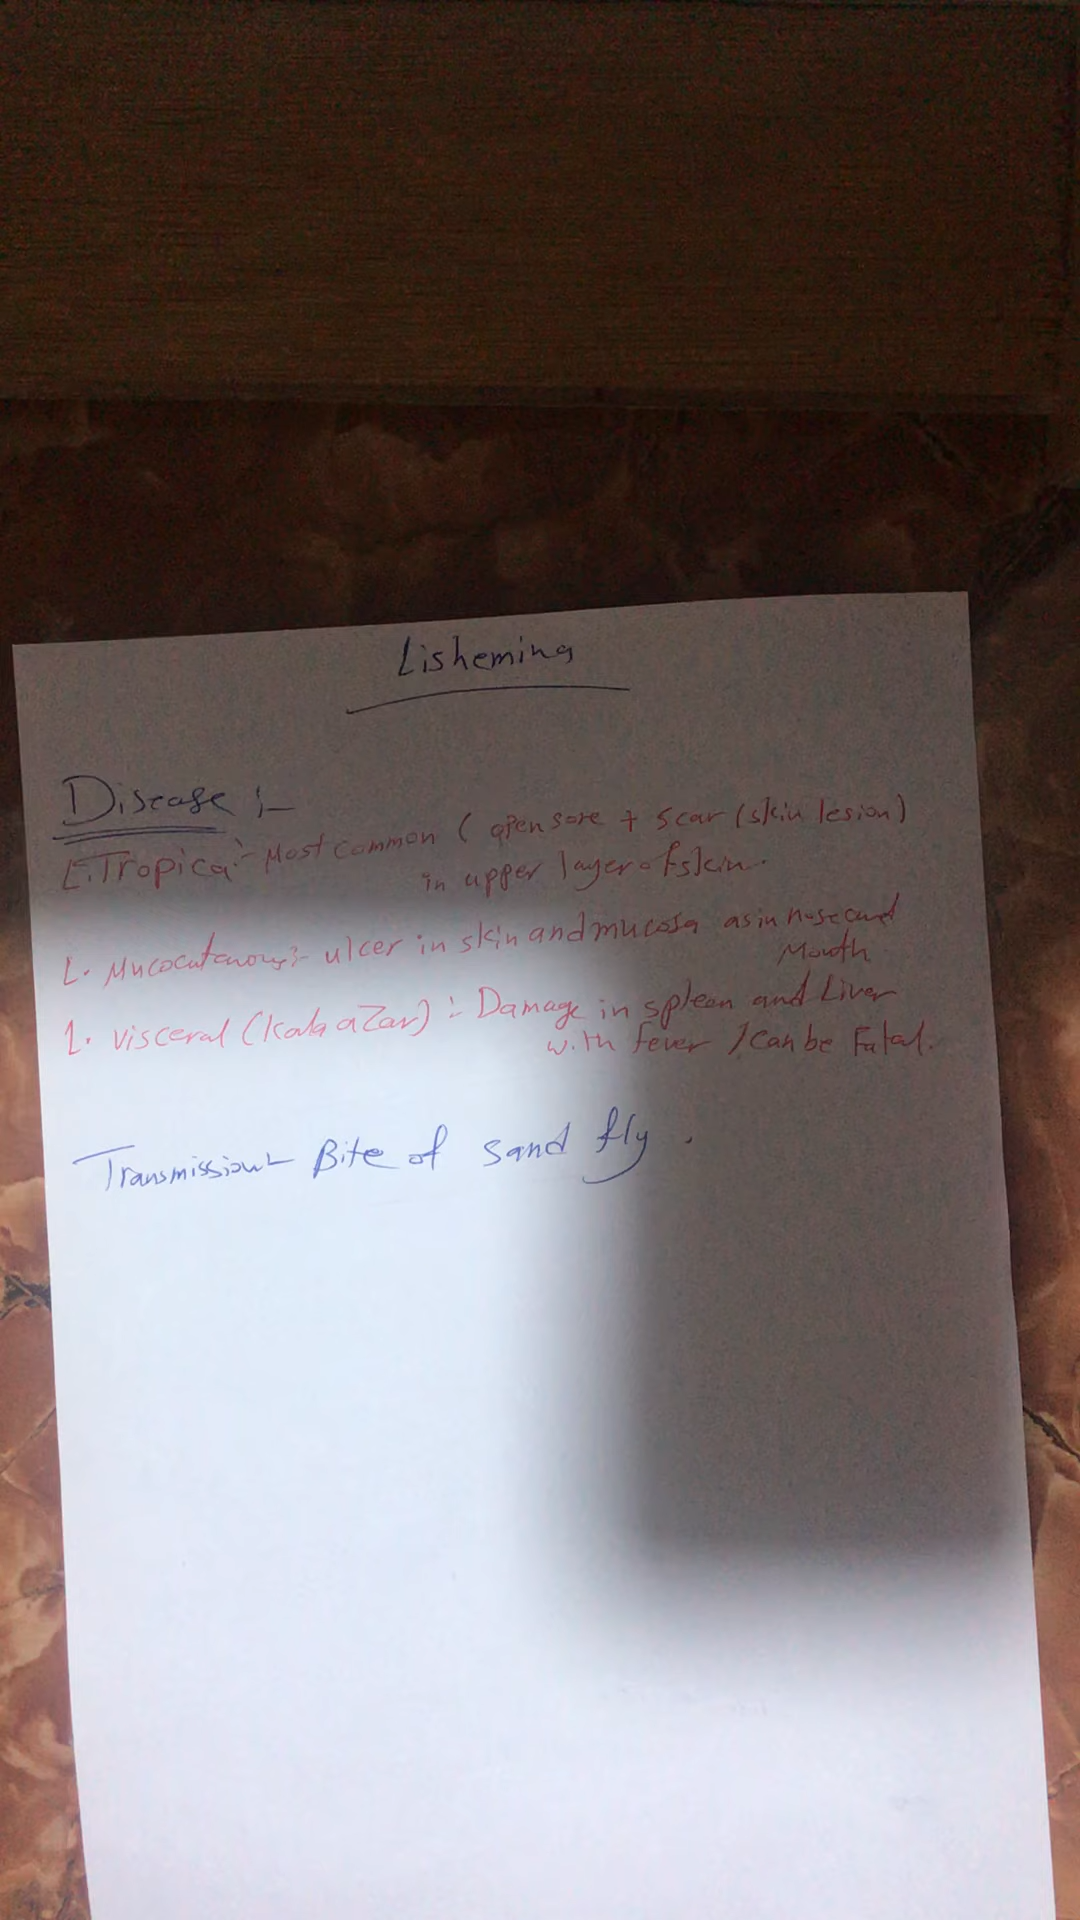 Lisheming
Disease :-
L.Tropica :- Most common ( open sore + scar (skin lesion)
in upper layer of skin.
L. Mucocutenous :- ulcer in skin and mucosa as in nose and
Mouth
L. visceral (kala aZar) :- Damage in spleen and Liver
with fever / Can be Fatal.
Transmission:- Bite of sand fly .